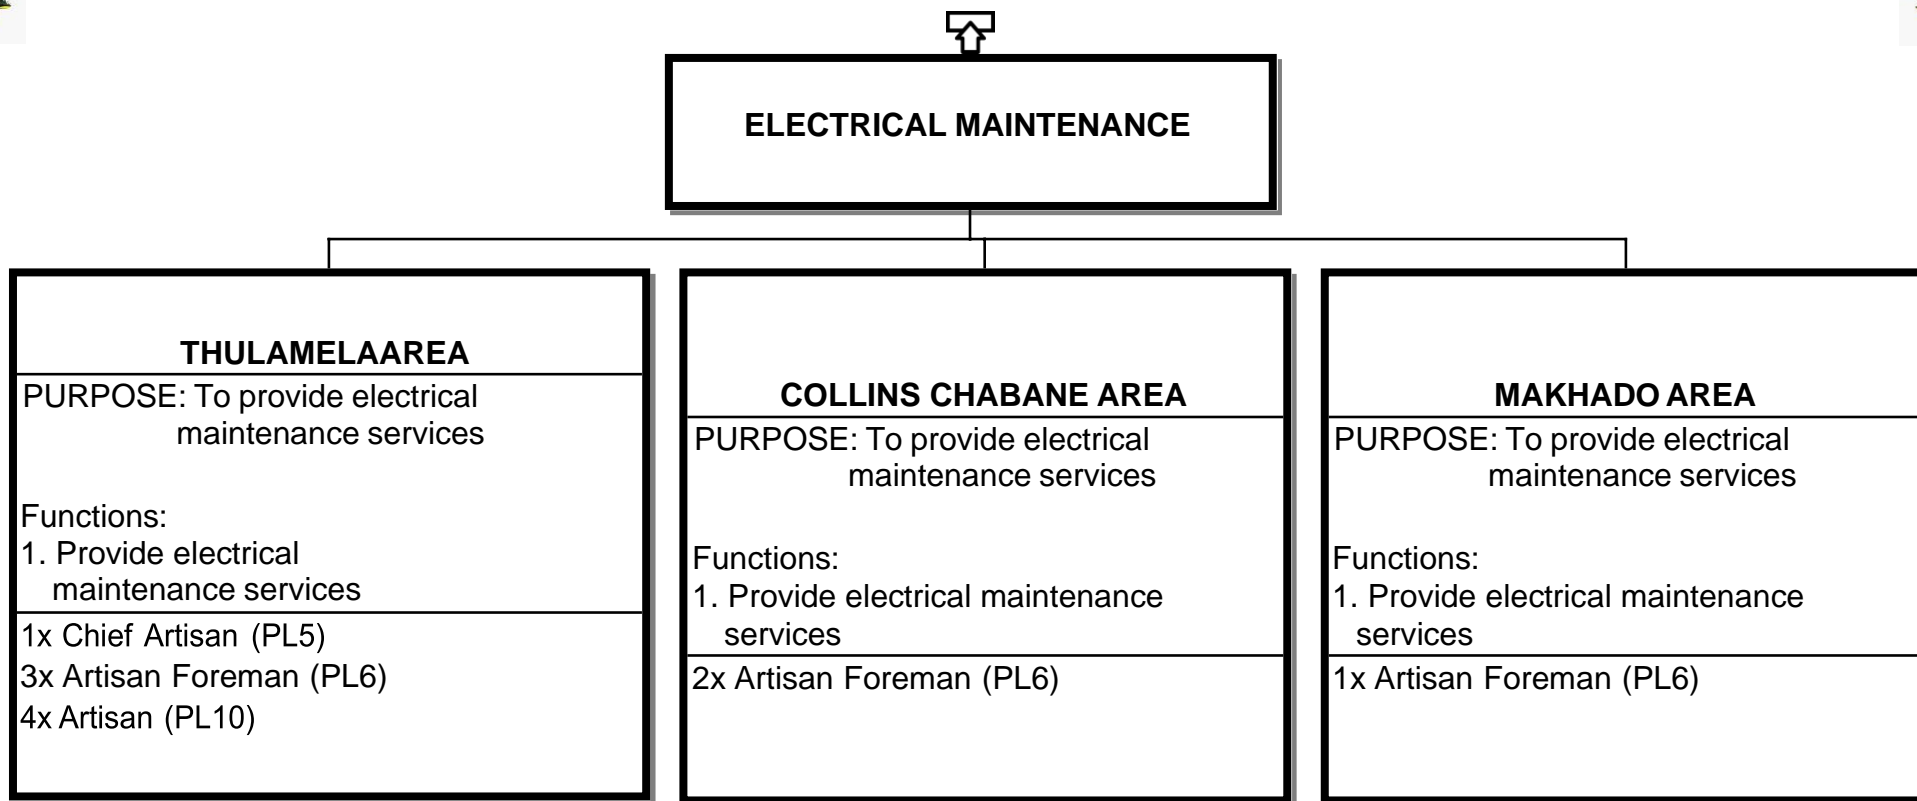 ELECTRICAL MAINTENANCE
THULAMELAAREA
PURPOSE: To provide electrical
maintenance services
Functions:
1. Provide electrical
maintenance services
1x Chief Artisan (PL5)
3x Artisan Foreman (PL6)
4x Artisan (PL10)
COLLINS CHABANE AREA
PURPOSE: To provide electrical
maintenance services
Functions:
1. Provide electrical maintenance
services
2x Artisan Foreman (PL6)
MAKHADO AREA
PURPOSE: To provide electrical
maintenance services
Functions:
1. Provide electrical maintenance
services
1x Artisan Foreman (PL6)